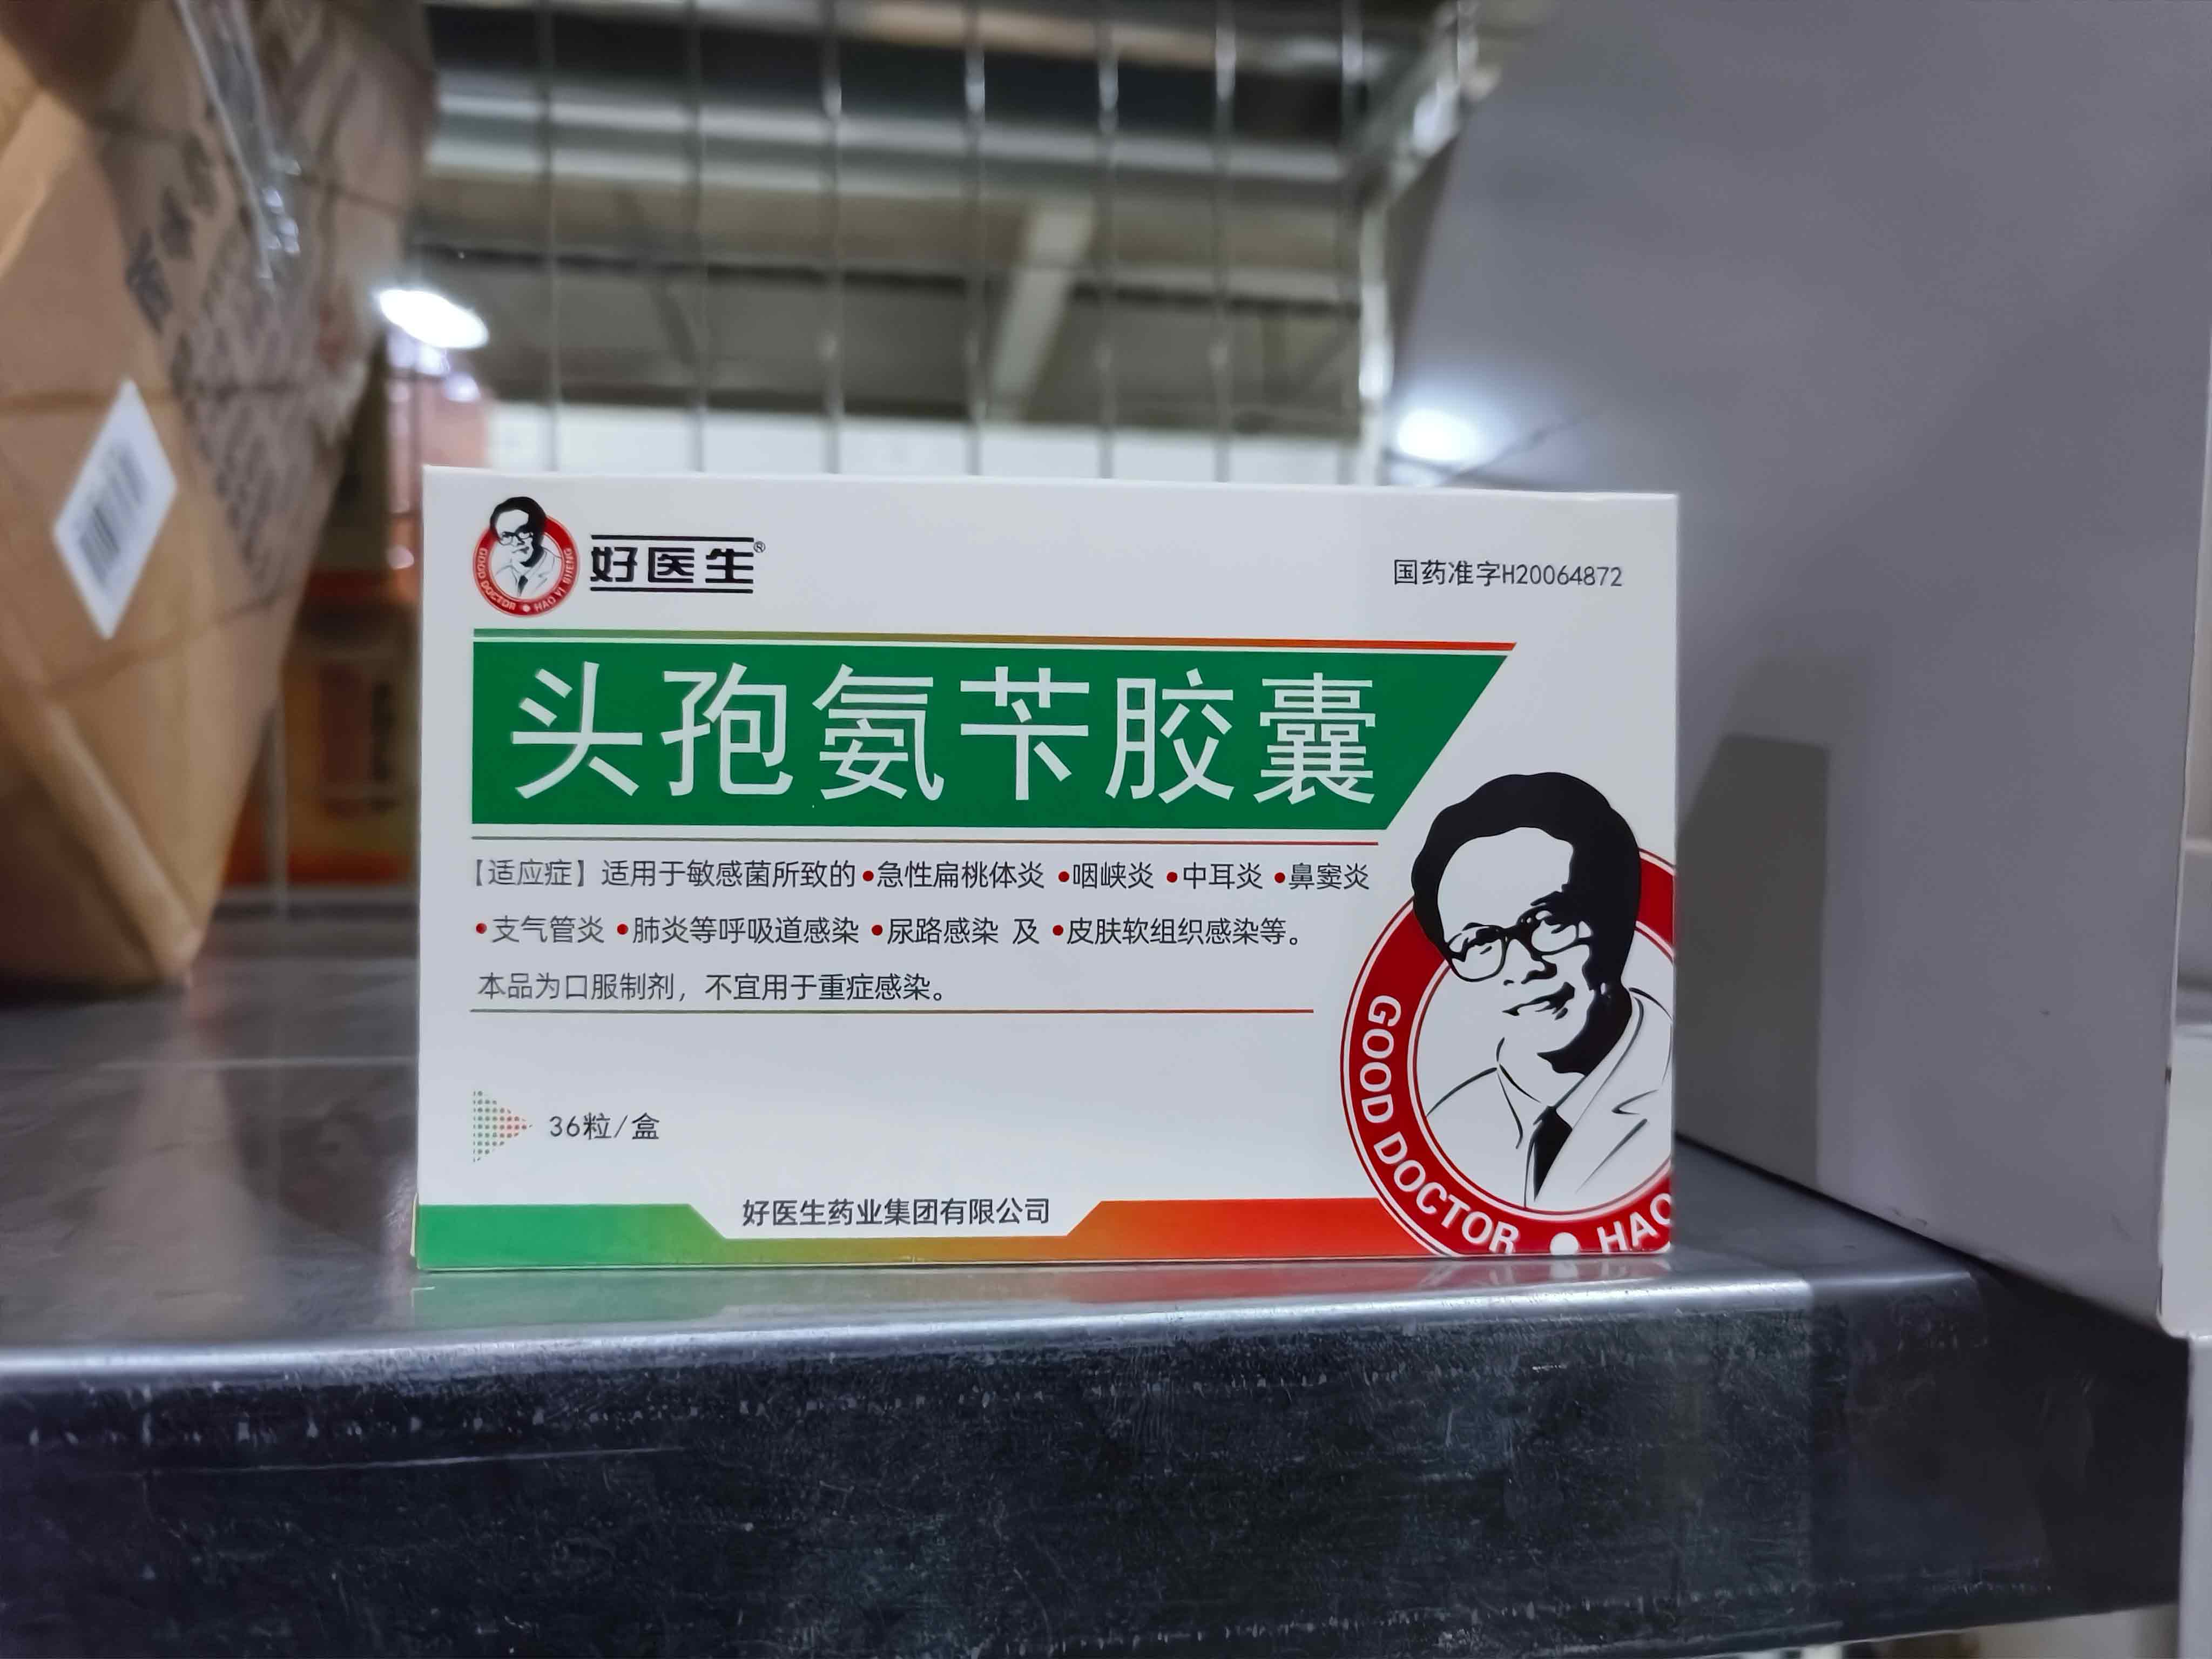 好医生®
GOOD DOCTOR • HAO YI SHENG
国药准字H20064872
头孢氨苄胶囊
【适应症】适用于敏感菌所致的•急性扁桃体炎 •咽峡炎 •中耳炎 •鼻窦炎
•支气管炎 •肺炎等呼吸道感染 •尿路感染 及 •皮肤软组织感染等。
本品为口服制剂，不宜用于重症感染。
36粒/盒
好医生药业集团有限公司
GOOD DOCTOR • HAO